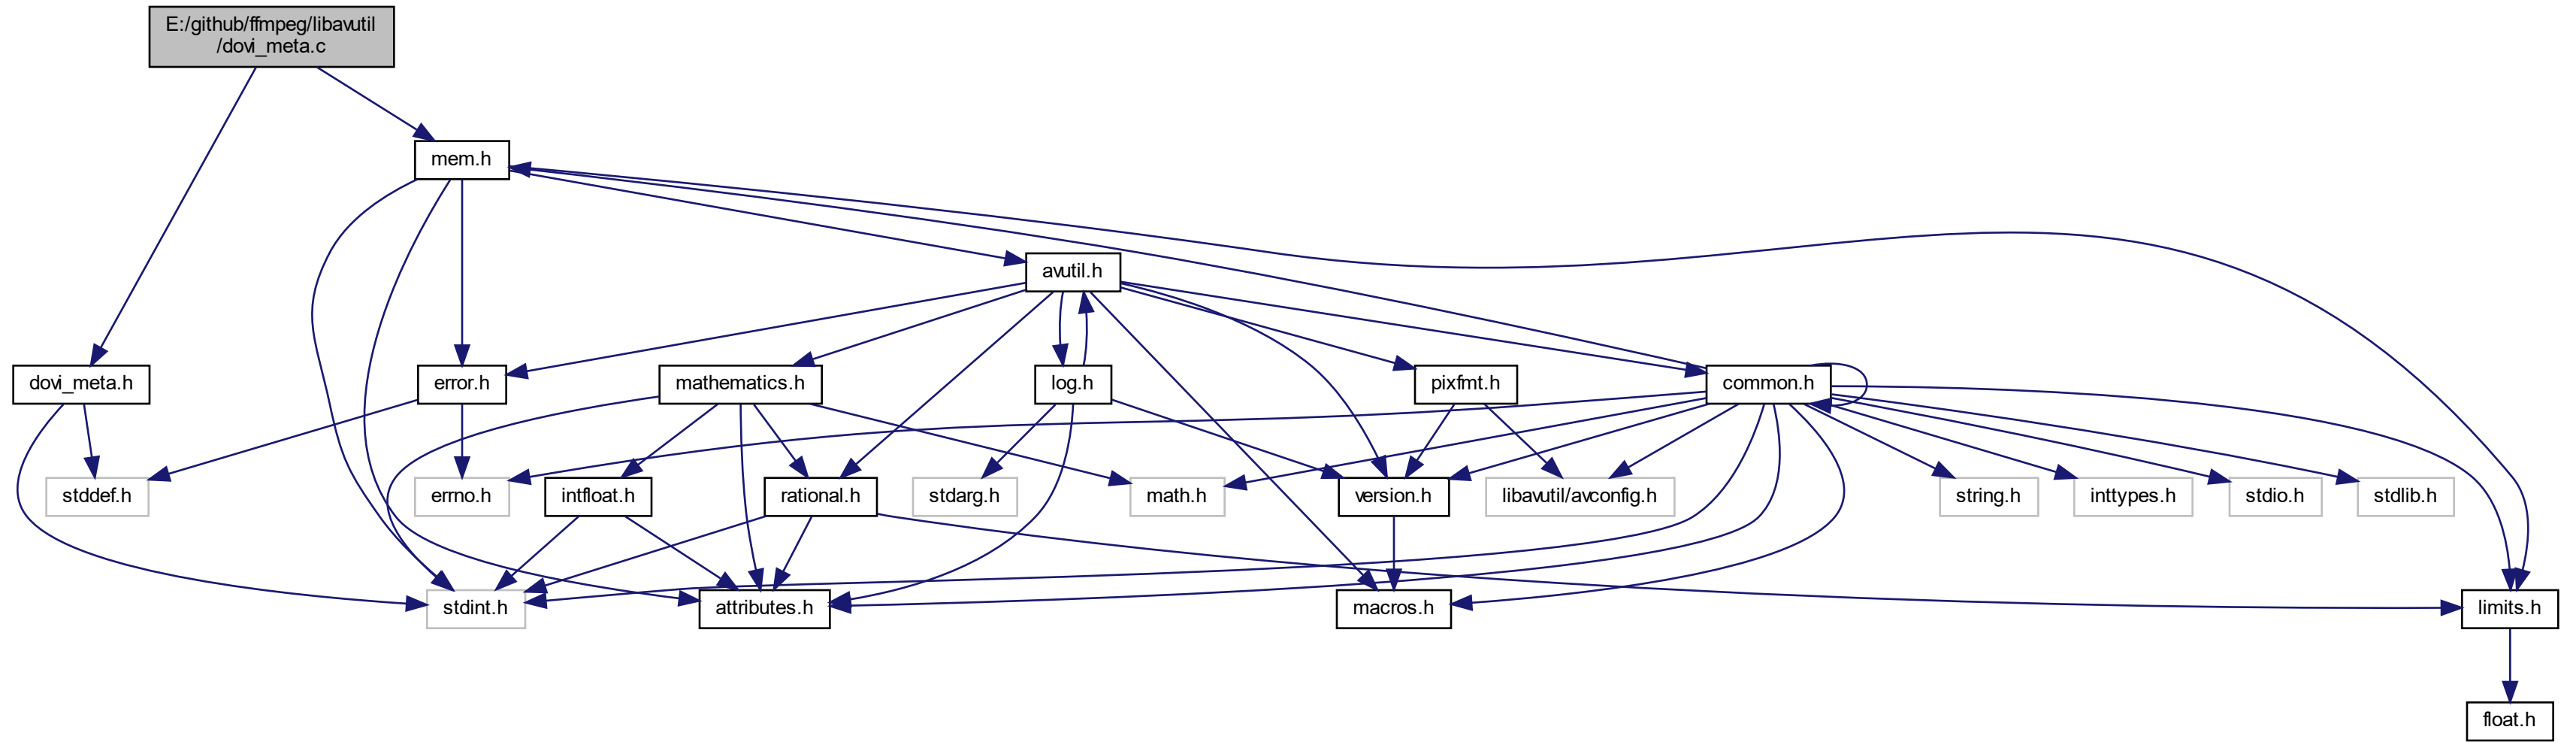 E:/github/ffmpeg/libavutil
/dovi_meta.c
mem.h
avutil.h
dovi_meta.h
error.h
mathematics.h
log.h
pixfmt.h
common.h
stddef.h
errno.h
intfloat.h
rational.h
stdarg.h
math.h
version.h
libavutil/avconfig.h
string.h
inttypes.h
stdio.h
stdlib.h
stdint.h
attributes.h
macros.h
limits.h
float.h